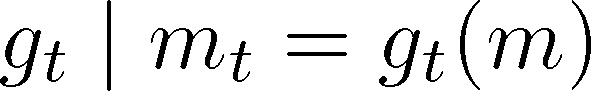 g_t | m_t = g_t(m)